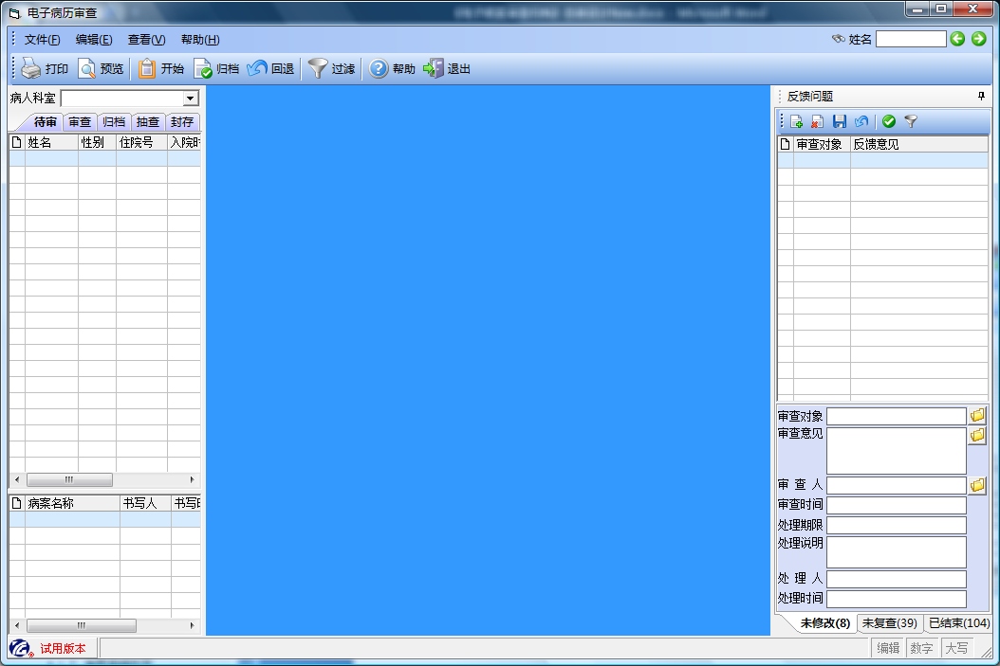 电子病历审查
文件(F) 编辑(E) 查看(V) 帮助(H) 姓名
打印 预览 开始 归档 回退 过滤 帮助 退出
病人科室
待审 审查 归档 抽查 封存
姓名 性别 住院号 入院时
病案名称 书写人 书写时
反馈问题
审查对象 反馈意见
审查对象
审查意见
审 查 人
审查时间
处理期限
处理说明
处 理 人
处理时间
未修改(8) 未复查(39) 已结束(104)
试用版本 编辑 数字 大写